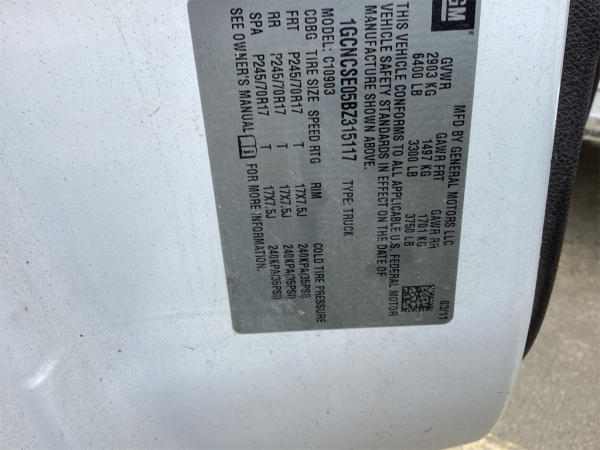 GM
MFD BY GENERAL MOTORS LLC
03/11
GVWR GAWR FRT GAWR RR
2903 KG 1497 KG 1701 KG
6400 LB 3300 LB 3750 LB
THIS VEHICLE CONFORMS TO ALL APPLICABLE U.S. FEDERAL MOTOR
VEHICLE SAFETY STANDARDS IN EFFECT ON THE DATE OF
MANUFACTURE SHOWN ABOVE.
1GCNCSE05BZ315117 TYPE: TRUCK
MODEL: C10903
CDBG TIRE SIZE SPEED RTG RIM COLD TIRE PRESSURE
FRT P245/70R17 T 17X7.5J 240KPA(35PSI)
RR P245/70R17 T 17X7.5J 240KPA(35PSI)
SPA P245/70R17 T 17X7.5J 240KPA(35PSI)
SEE OWNER'S MANUAL FOR MORE INFORMATION.